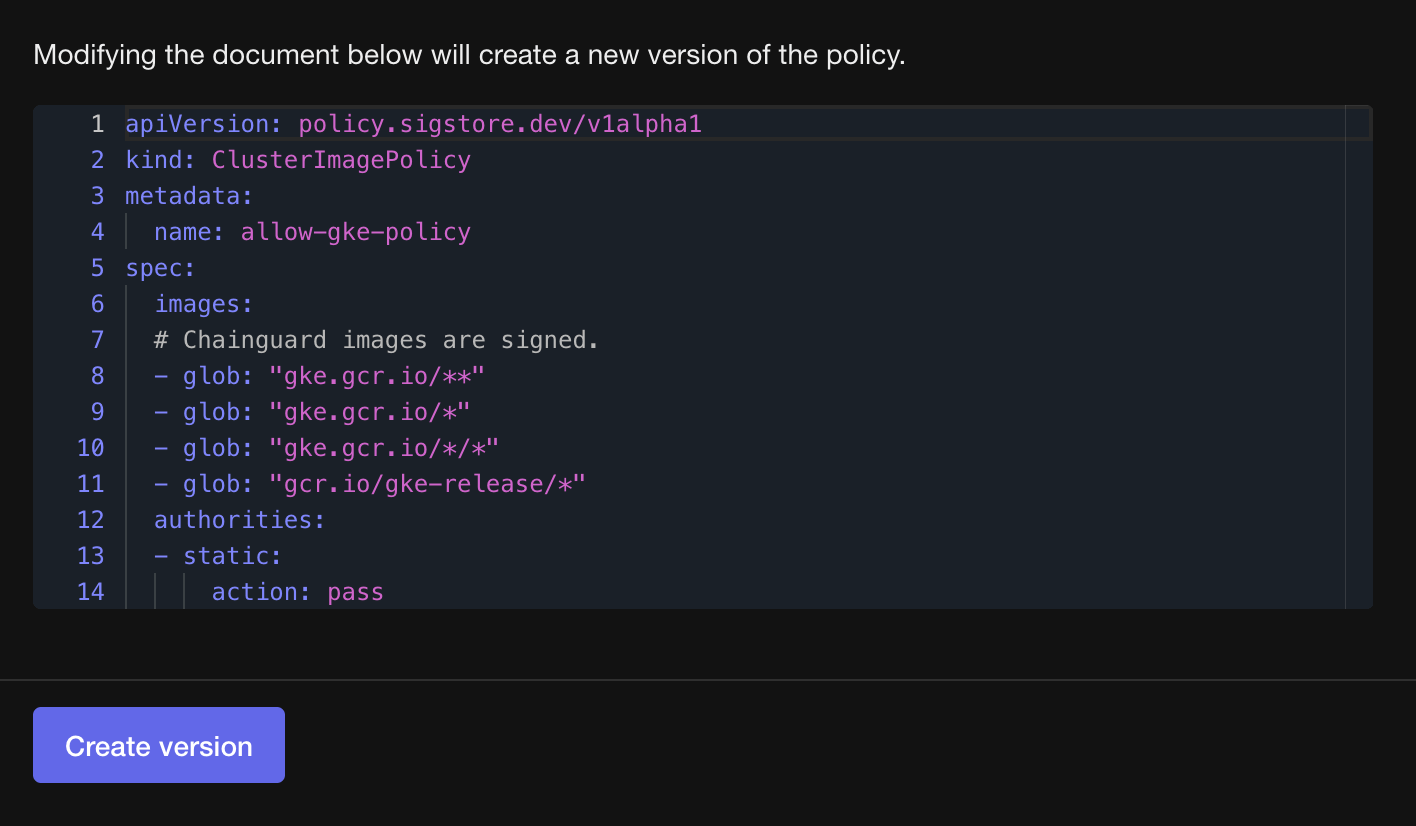 Modifying the document below will create a new version of the policy.
1 apiVersion: policy.sigstore.dev/v1alpha1
2 kind: ClusterImagePolicy
3 metadata:
4   name: allow-gke-policy
5 spec:
6   images:
7   # Chainguard images are signed.
8   - glob: "gke.gcr.io/**"
9   - glob: "gke.gcr.io/*"
10   - glob: "gke.gcr.io/*/*"
11   - glob: "gcr.io/gke-release/*"
12   authorities:
13   - static:
14       action: pass
Create version